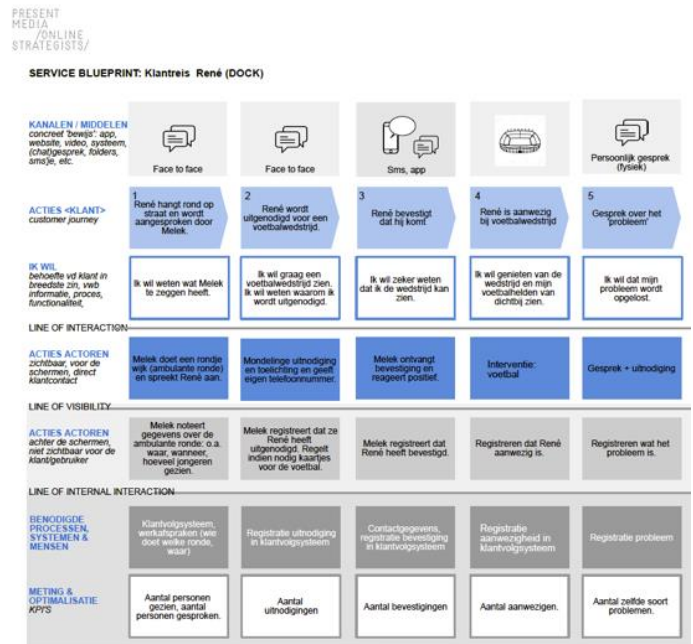 PRESENT
MEDIA
/ONLINE
STRATEGISTS/
SERVICE BLUEPRINT: Klantreis René (DOCK)
KANALEN / MIDDELEN
concreet 'bewijs': app,
website, video, systeem,
(chat)gesprek, folders,
smsje, etc.
Face to face
Face to face
Sms, app
Persoonlijk gesprek
(fysiek)
ACTIES <KLANT>
customer journey
1
René hangt rond op
straat en wordt
aangesproken door
Melek.
2
René wordt
uitgenodigd voor een
voetbalwedstrijd.
3
René bevestigt
dat hij komt
4
René is aanwezig
bij voetbalwedstrijd
5
Gesprek over het
'probleem'
IK WIL
behoefte vd klant in
breedste zin, vwb
informatie, proces,
functionaliteit,
Ik wil weten wat Melek
te zeggen heeft.
Ik wil graag een
voetbalwedstrijd zien.
Ik wil weten waarom ik
wordt uitgenodigd.
Ik wil zeker weten
dat ik de wedstrijd kan
zien.
Ik wil genieten van de
wedstrijd en mijn
voetbalhelden van
dichtbij zien.
Ik wil dat mijn
probleem wordt
opgelost.
LINE OF INTERACTION
ACTIES ACTOREN
zichtbaar, voor de
schermen, direct
klantcontact
Melek doet een rondje
wijk (ambulante ronde)
en spreekt René aan.
Mondelinge uitnodiging
en toelichting en geeft
eigen telefoonnummer.
Melek ontvangt
bevestiging en
reageert positief.
Interventie:
voetbal
Gesprek + uitnodiging
LINE OF VISIBILITY
ACTIES ACTOREN
achter de schermen,
niet zichtbaar voor de
klant/gebruiker
Melek noteert
gegevens over de
ambulante ronde: o.a.
waar, wanneer,
hoeveel jongeren
gezien.
Melek registreert dat ze
René heeft
uitgenodigd. Regelt
indien nodig kaartjes
voor de voetbal.
Melek registreert dat
René heeft bevestigd.
Registreren dat René
aanwezig is.
Registreren wat het
probleem is.
LINE OF INTERNAL INTERACTION
BENODIGDE
PROCESSEN,
SYSTEMEN &
MENSEN
Klantvolgsysteem,
werkafspraken (wie
doet welke ronde,
waar)
Registratie uitnodiging
in klantvolgsysteem
Contactgegevens,
registratie bevestiging
in klantvolgsysteem
Registratie
aanwezigheid in
klantvolgsysteem
Registratie probleem
METING &
OPTIMALISATIE
KPI'S
Aantal personen
gezien, aantal
personen gesproken.
Aantal
uitnodigingen
Aantal bevestigingen
Aantal aanwezigen.
Aantal zelfde soort
problemen.